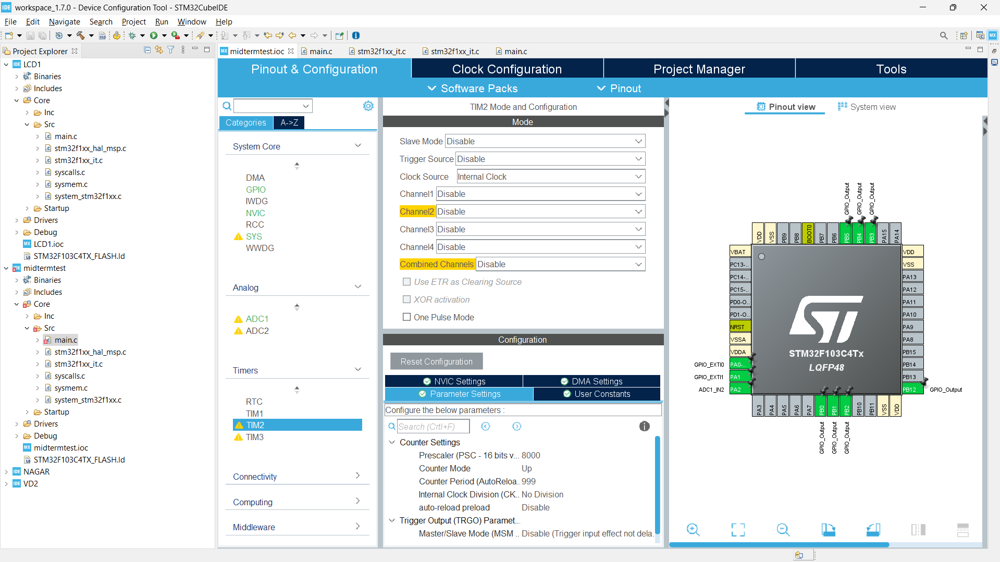 workspace_1.7.0 - Device Configuration Tool - STM32CubeIDE
File Edit Navigate Search Project Run Window Help
Project Explorer
midtermtest.ioc main.c stm32f1xx_it.c stm32f1xx_it.c main.c
LCD1
Binaries
Includes
Core
Inc
Src
main.c
stm32f1xx_hal_msp.c
stm32f1xx_it.c
syscalls.c
sysmem.c
system_stm32f1xx.c
Startup
Drivers
Debug
LCD1.ioc
STM32F103C4TX_FLASH.ld
midtermtest
Binaries
Includes
Core
Inc
Src
main.c
stm32f1xx_hal_msp.c
stm32f1xx_it.c
syscalls.c
sysmem.c
system_stm32f1xx.c
Startup
Drivers
Debug
midtermtest.ioc
STM32F103C4TX_FLASH.ld
NAGAR
VD2
Pinout & Configuration Clock Configuration Project Manager Tools
Software Packs Pinout
Categories A->Z
System Core
DMA
GPIO
IWDG
NVIC
RCC
SYS
WWDG
Analog
ADC1
ADC2
Timers
RTC
TIM1
TIM2
TIM3
Connectivity
Computing
Middleware
TIM2 Mode and Configuration
Mode
Slave Mode Disable
Trigger Source Disable
Clock Source Internal Clock
Channel1 Disable
Channel2 Disable
Channel3 Disable
Channel4 Disable
Combined Channels Disable
Use ETR as Clearing Source
XOR activation
One Pulse Mode
Configuration
Reset Configuration
NVIC Settings DMA Settings
Parameter Settings User Constants
Configure the below parameters :
Search (CrtI+F)
Counter Settings
Prescaler (PSC - 16 bits v... 8000
Counter Mode Up
Counter Period (AutoReloa.. 999
Internal Clock Division (CK.. No Division
auto-reload preload Disable
Trigger Output (TRGO) Paramet...
Master/Slave Mode (MSM .. Disable (Trigger input effect not dela.
Pinout view System view
GPIO_Output GPIO_Output GPIO_Output
VDD VSS PB9 PB8 BOOT0 PB7 PB6 PB5 PB4 PB3 PA15 PA14
VBAT VDD
PC13-.. VSS
PC14-.. PA13
PC15-.. PA12
PD0-O.. PA11
PD1-O.. PA10
NRST PA9
VSSA PA8
VDDA PB15
GPIO_EXTI0 PA0-.. PB14
GPIO_EXTI1 PA1 PB13
ADC1_IN2 PA2 PB12 GPIO_Output
ST
STM32F103C4Tx
LQFP48
PA3 PA4 PA5 PA6 PA7 PB0 PB1 PB2 PB10 PB11 VSS VDD
GPIO_Output GPIO_Output GPIO_Output